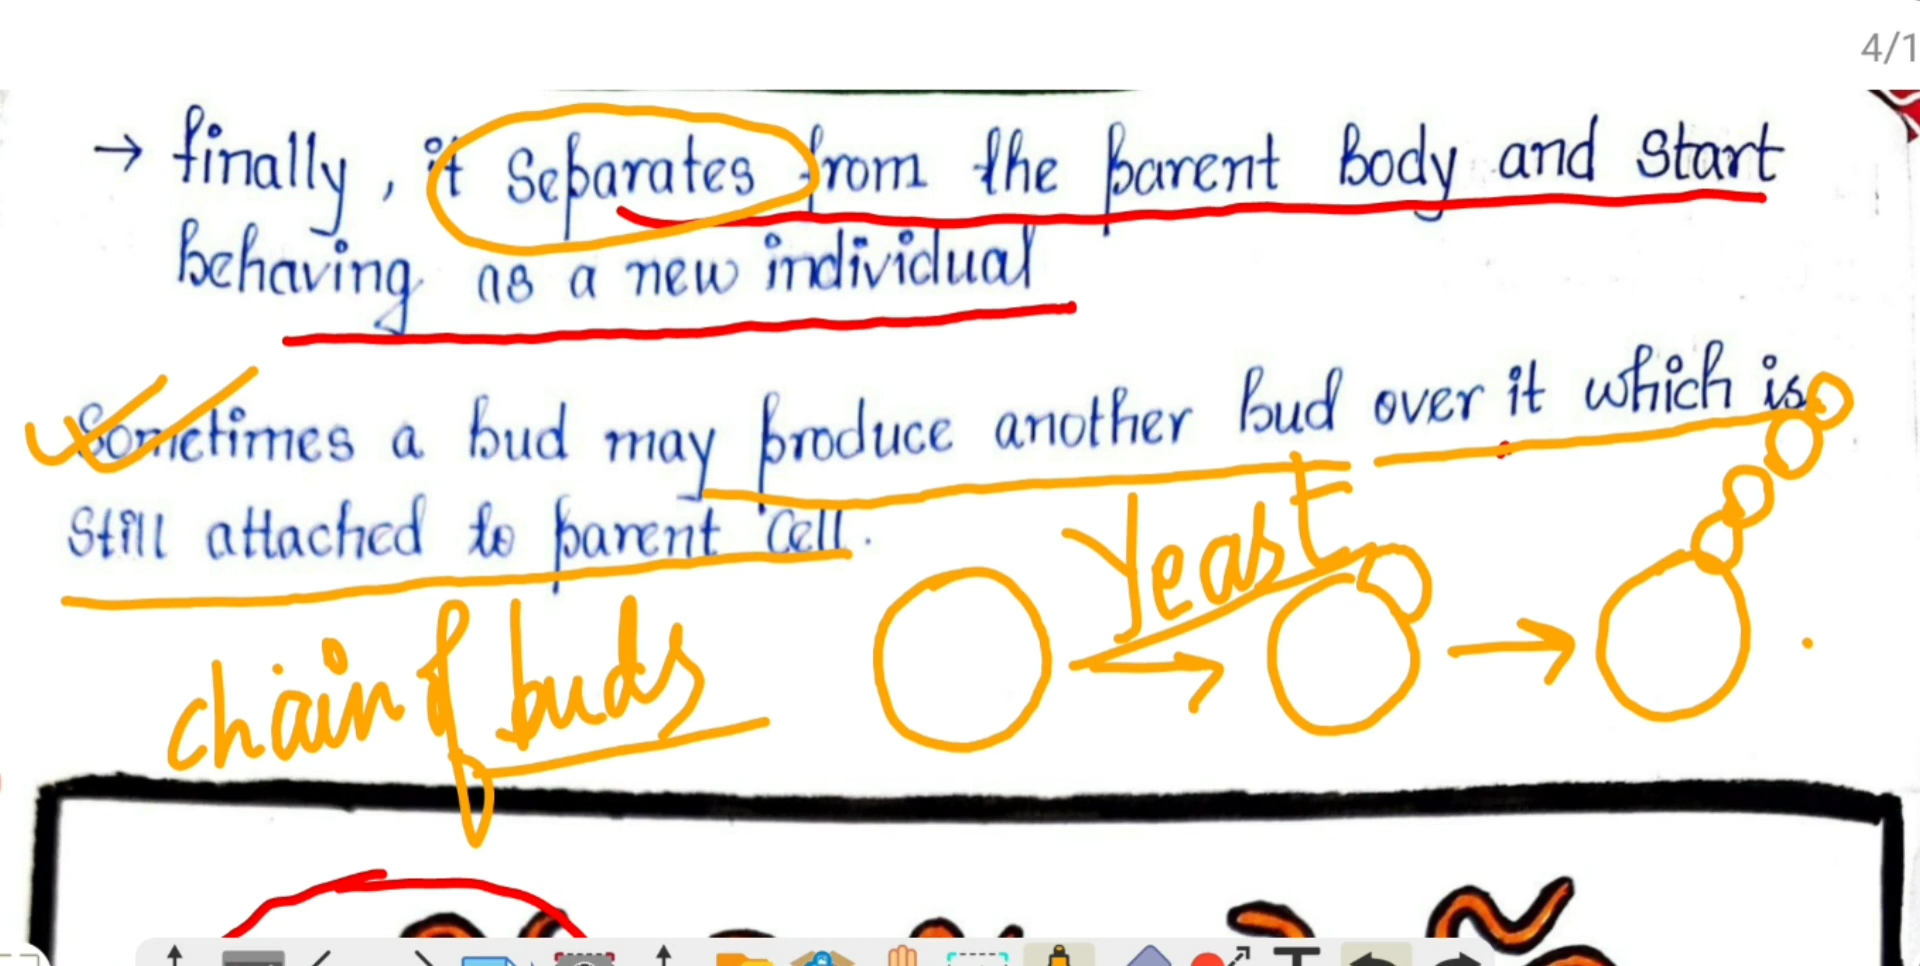 4/1
→ finally, it Separates from the parent Body and Start
behaving as a new individual
Sometimes a bud may produce another bud over it which is
Still attached to parent Cell.
Yeast
chain of buds